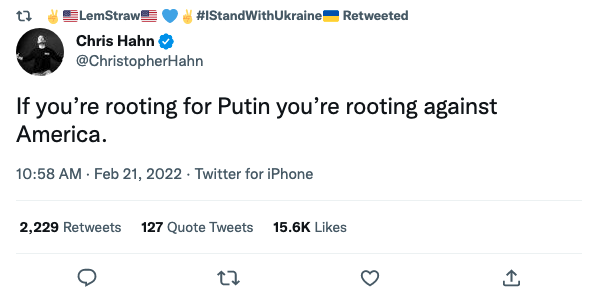 ✌️🇺🇸LemStraw🇺🇸 💙✌️#IStandWithUkraine🇺🇦 Retweeted
Chris Hahn
@ChristopherHahn
If you’re rooting for Putin you’re rooting against
America.
10:58 AM · Feb 21, 2022 · Twitter for iPhone
2,229 Retweets 127 Quote Tweets 15.6K Likes